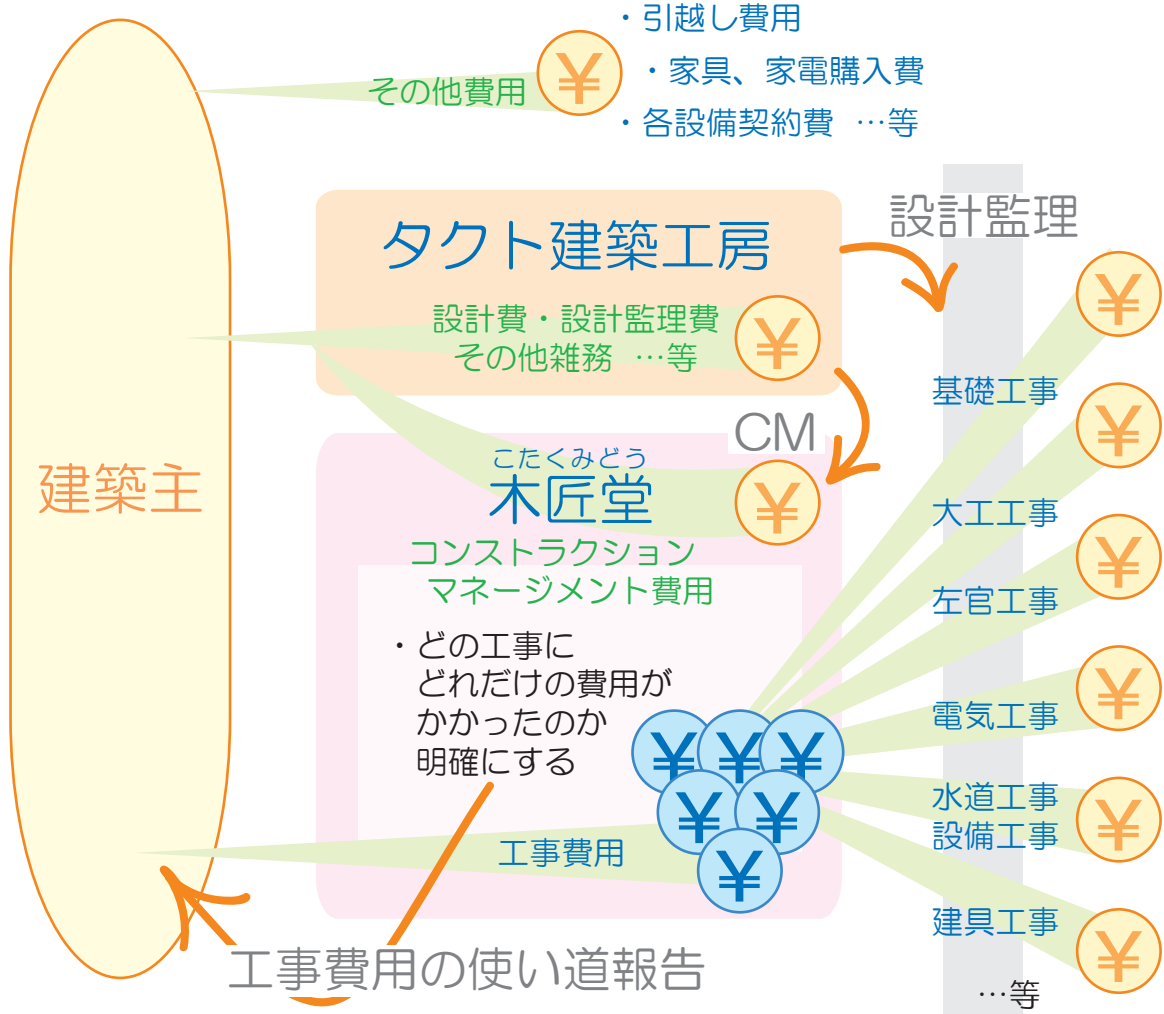 ・引越し費用
その他費用
¥
・家具、家電購入費
・各設備契約費 …等
設計監理
タクト建築工房
設計費・設計監理費
その他雑務 …等
¥
CM
建築主
こたくみどう
木匠堂
¥
コンストラクション
マネージメント費用
・どの工事に
どれだけの費用が
かかったのか
明確にする
¥ ¥ ¥
¥ ¥
¥
工事費用
工事費用の使い道報告
¥
基礎工事
¥
大工工事
¥
左官工事
¥
電気工事
水道工事
設備工事
¥
建具工事
¥
…等